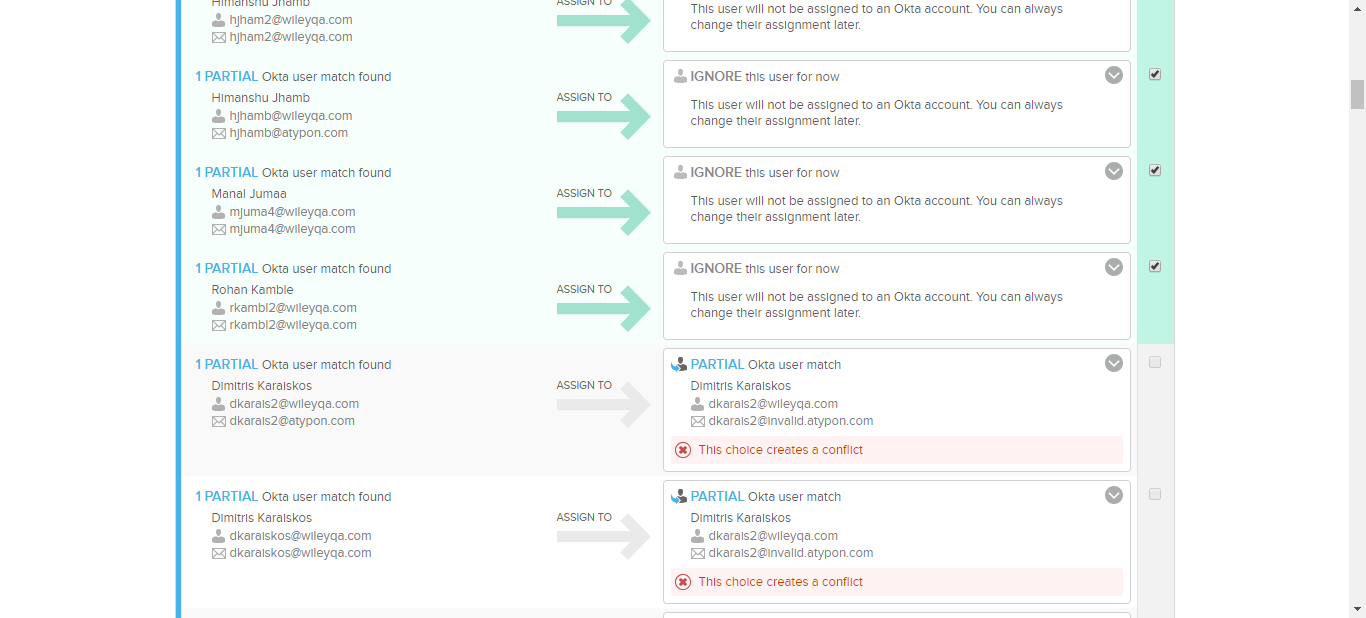 Himanshu Jhamb
hjham2@wileyqa.com
hjham2@wileyqa.com
ASSIGN TO
This user will not be assigned to an Okta account. You can always
change their assignment later.
1 PARTIAL Okta user match found
Himanshu Jhamb
hjhamb@wileyqa.com
hjhamb@atypon.com
ASSIGN TO
IGNORE this user for now
This user will not be assigned to an Okta account. You can always
change their assignment later.
1 PARTIAL Okta user match found
Manal Jumaa
mjuma4@wileyqa.com
mjuma4@wileyqa.com
ASSIGN TO
IGNORE this user for now
This user will not be assigned to an Okta account. You can always
change their assignment later.
1 PARTIAL Okta user match found
Rohan Kamble
rkambl2@wileyqa.com
rkambl2@wileyqa.com
ASSIGN TO
IGNORE this user for now
This user will not be assigned to an Okta account. You can always
change their assignment later.
1 PARTIAL Okta user match found
Dimitris Karaiskos
dkarais2@wileyqa.com
dkarais2@atypon.com
ASSIGN TO
PARTIAL Okta user match
Dimitris Karaiskos
dkarais2@wileyqa.com
dkarais2@invalid.atypon.com
This choice creates a conflict
1 PARTIAL Okta user match found
Dimitris Karaiskos
dkaraiskos@wileyqa.com
dkaraiskos@wileyqa.com
ASSIGN TO
PARTIAL Okta user match
Dimitris Karaiskos
dkarais2@wileyqa.com
dkarais2@invalid.atypon.com
This choice creates a conflict